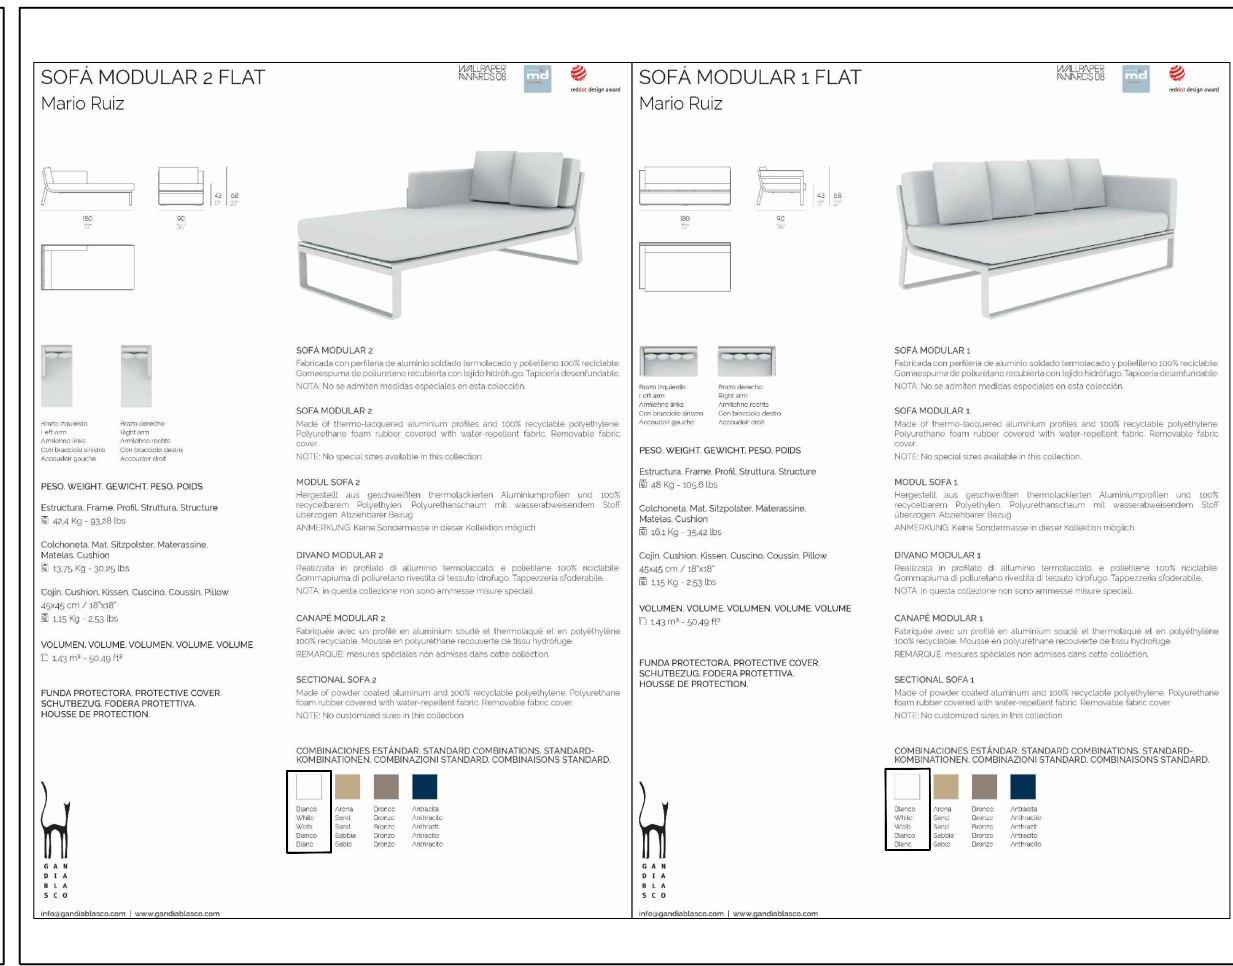 SOFÁ MODULAR 2 FLAT
Mario Ruiz
WALLPAPER
AWARDS 08
md
reddot design award
43
17"
68
27"
180
90
36"
Brazo izquierdo
Left arm
Armlehne links
Con bracciolo sinistro
Accoudoir gauche
Brazo derecho
Right arm
Armlehne rechts
Con bracciolo destro
Accoudoir droit
PESO. WEIGHT. GEWICHT. PESO. POIDS
Estructura. Frame. Profil. Struttura. Structure
42,4 Kg - 93,28 lbs
Colchoneta. Mat. Sitzpolster. Materassine.
Matelas. Cushion
13,75 Kg - 30,25 lbs
Cojín. Cushion. Kissen. Cuscino. Coussin. Pillow
45x45 cm / 18"x18"
1,15 Kg - 2,53 lbs
VOLUMEN. VOLUME. VOLUMEN. VOLUME. VOLUME
1,43 m³ - 50,49 ft³
FUNDA PROTECTORA. PROTECTIVE COVER.
SCHUTBEZUG. FODERA PROTETTIVA.
HOUSSE DE PROTECTION.
SOFÁ MODULAR 2
Fabricada con perfilería de aluminio soldado termolacado y polietileno 100% reciclable.
Gomaespuma de poliuretano recubierta con tejido hidrófugo. Tapicería desenfundable.
NOTA: No se admiten medidas especiales en esta colección.
SOFA MODULAR 2
Made of thermo-lacquered aluminium profiles and 100% recyclable polyethylene.
Polyurethane foam rubber covered with water-repellent fabric. Removable fabric
cover.
NOTE: No special sizes available in this collection.
MODUL SOFA 2
Hergestellt aus geschweißten thermolackierten Aluminiumprofilen und 100%
recycelbarem Polyethylen. Polyurethanschaum mit wasserabweisendem Stoff
überzogen. Abziehbarer Bezug
ANMERKUNG: Keine Sondermasse in dieser Kollektion möglich
DIVANO MODULAR 2
Realizzata in profilato di alluminio termolaccato, e polietilene 100% riciclabile.
Gommapiuma di poliuretano rivestita di tessuto idrofugo. Tappezzeria sfoderabile.
NOTA: in questa collezione non sono ammesse misure speciali.
CANAPÉ MODULAR 2
Fabriquée avec un profilé en aluminium soudé et thermolaqué et en polyéthylène
100% recyclable. Mousse en polyuréthane recouverte de tissu hydrofuge.
REMARQUE: mesures spéciales non admises dans cette collection.
SECTIONAL SOFA 2
Made of powder coated aluminum and 100% recyclable polyethylene. Polyurethane
foam rubber covered with water-repellent fabric. Removable fabric cover
NOTE: No customized sizes in this collection.
COMBINACIONES ESTÁNDAR. STANDARD COMBINATIONS. STANDARD-
KOMBINATIONEN. COMBINAZIONI STANDARD. COMBINAISONS STANDARD.
Blanco
White
Weiß
Bianco
Blanc
Arena
Sand
Sand
Sabbia
Sable
Bronce
Bronze
Bronze
Bronzo
Bronze
Antracita
Anthracite
Anthrazit
Antracite
Anthracite
GAN
DIA
BLA
SCO
info@gandiablasco.com | www.gandiablasco.com
SOFÁ MODULAR 1 FLAT
Mario Ruiz
WALLPAPER
AWARDS 08
md
reddot design award
43
17"
68
27"
180
90
36"
Brazo izquierdo
Left arm
Armlehne links
Con bracciolo sinistro
Accoudoir gauche
Brazo derecho
Right arm
Armlehne rechts
Con bracciolo destro
Accoudoir droit
PESO. WEIGHT. GEWICHT. PESO. POIDS
Estructura. Frame. Profil. Struttura. Structure
48 Kg - 105,6 lbs
Colchoneta. Mat. Sitzpolster. Materassine.
Matelas. Cushion
16,1 Kg - 35,42 lbs
Cojín. Cushion. Kissen. Cuscino. Coussin. Pillow
45x45 cm / 18"x18"
1,15 Kg - 2,53 lbs
VOLUMEN. VOLUME. VOLUMEN. VOLUME. VOLUME
1,43 m³ - 50,49 ft³
FUNDA PROTECTORA. PROTECTIVE COVER.
SCHUTBEZUG. FODERA PROTETTIVA.
HOUSSE DE PROTECTION.
SOFÁ MODULAR 1
Fabricada con perfilería de aluminio soldado termolacado y polietileno 100% reciclable.
Gomaespuma de poliuretano recubierta con tejido hidrófugo. Tapicería desenfundable.
NOTA: No se admiten medidas especiales en esta colección.
SOFA MODULAR 1
Made of thermo-lacquered aluminium profiles and 100% recyclable polyethylene.
Polyurethane foam rubber covered with water-repellent fabric. Removable fabric
cover.
NOTE: No special sizes available in this collection.
MODUL SOFA 1
Hergestellt aus geschweißten thermolackierten Aluminiumprofilen und 100%
recycelbarem Polyethylen. Polyurethanschaum mit wasserabweisendem Stoff
überzogen. Abziehbarer Bezug
ANMERKUNG: Keine Sondermasse in dieser Kollektion möglich
DIVANO MODULAR 1
Realizzata in profilato di alluminio termolaccato, e polietilene 100% riciclabile.
Gommapiuma di poliuretano rivestita di tessuto idrofugo. Tappezzeria sfoderabile.
NOTA: in questa collezione non sono ammesse misure speciali.
CANAPÉ MODULAR 1
Fabriquée avec un profilé en aluminium soudé et thermolaqué et en polyéthylène
100% recyclable. Mousse en polyuréthane recouverte de tissu hydrofuge.
REMARQUE: mesures spéciales non admises dans cette collection.
SECTIONAL SOFA 1
Made of powder coated aluminum and 100% recyclable polyethylene. Polyurethane
foam rubber covered with water-repellent fabric. Removable fabric cover
NOTE: No customized sizes in this collection
COMBINACIONES ESTÁNDAR. STANDARD COMBINATIONS. STANDARD-
KOMBINATIONEN. COMBINAZIONI STANDARD. COMBINAISONS STANDARD.
Blanco
White
Weiß
Bianco
Blanc
Arena
Sand
Sand
Sabbia
Sable
Bronce
Bronze
Bronze
Bronzo
Bronze
Antracita
Anthracite
Anthrazit
Antracite
Anthracite
GAN
DIA
BLA
SCO
info@gandiablasco.com | www.gandiablasco.com